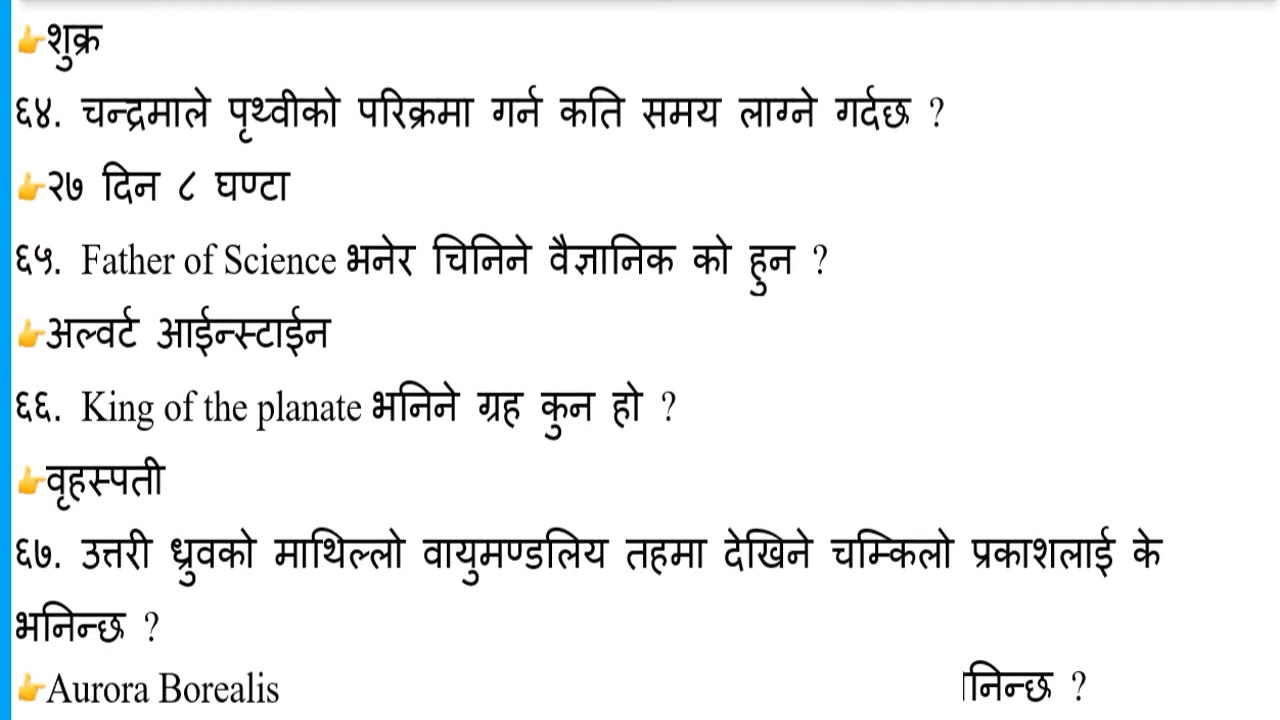 👉शुक्र
६४. चन्द्रमाले पृथ्वीको परिक्रमा गर्न कति समय लाग्ने गर्दछ ?
👉२७ दिन ८ घण्टा
६५. Father of Science भनेर चिनिने वैज्ञानिक को हुन ?
👉अल्वर्ट आईन्स्टाईन
६६. King of the planate भनिने ग्रह कुन हो ?
👉वृहस्पती
६७. उत्तरी ध्रुवको माथिल्लो वायुमण्डलिय तहमा देखिने चम्किलो प्रकाशलाई के
भनिन्छ ?
👉Aurora Borealis
निन्छ ?